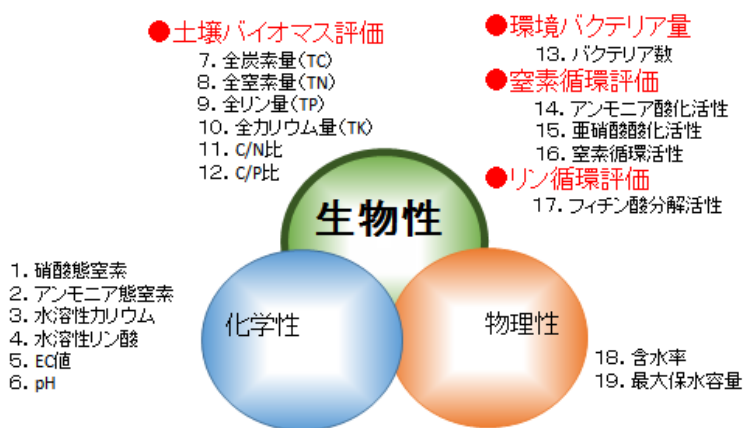 ●土壌バイオマス評価
7. 全炭素量(TC)
8. 全窒素量(TN)
9. 全リン量(TP)
10. 全カリウム量(TK)
11. C/N比
12. C/P比
●環境バクテリア量
13. バクテリア数
●窒素循環評価
14. アンモニア酸化活性
15. 亜硝酸酸化活性
16. 窒素循環活性
●リン循環評価
17. フィチン酸分解活性
生物性
1. 硝酸態窒素
2. アンモニア態窒素
3. 水溶性カリウム
4. 水溶性リン酸
5. EC値
6. pH
化学性
物理性
18. 含水率
19. 最大保水容量